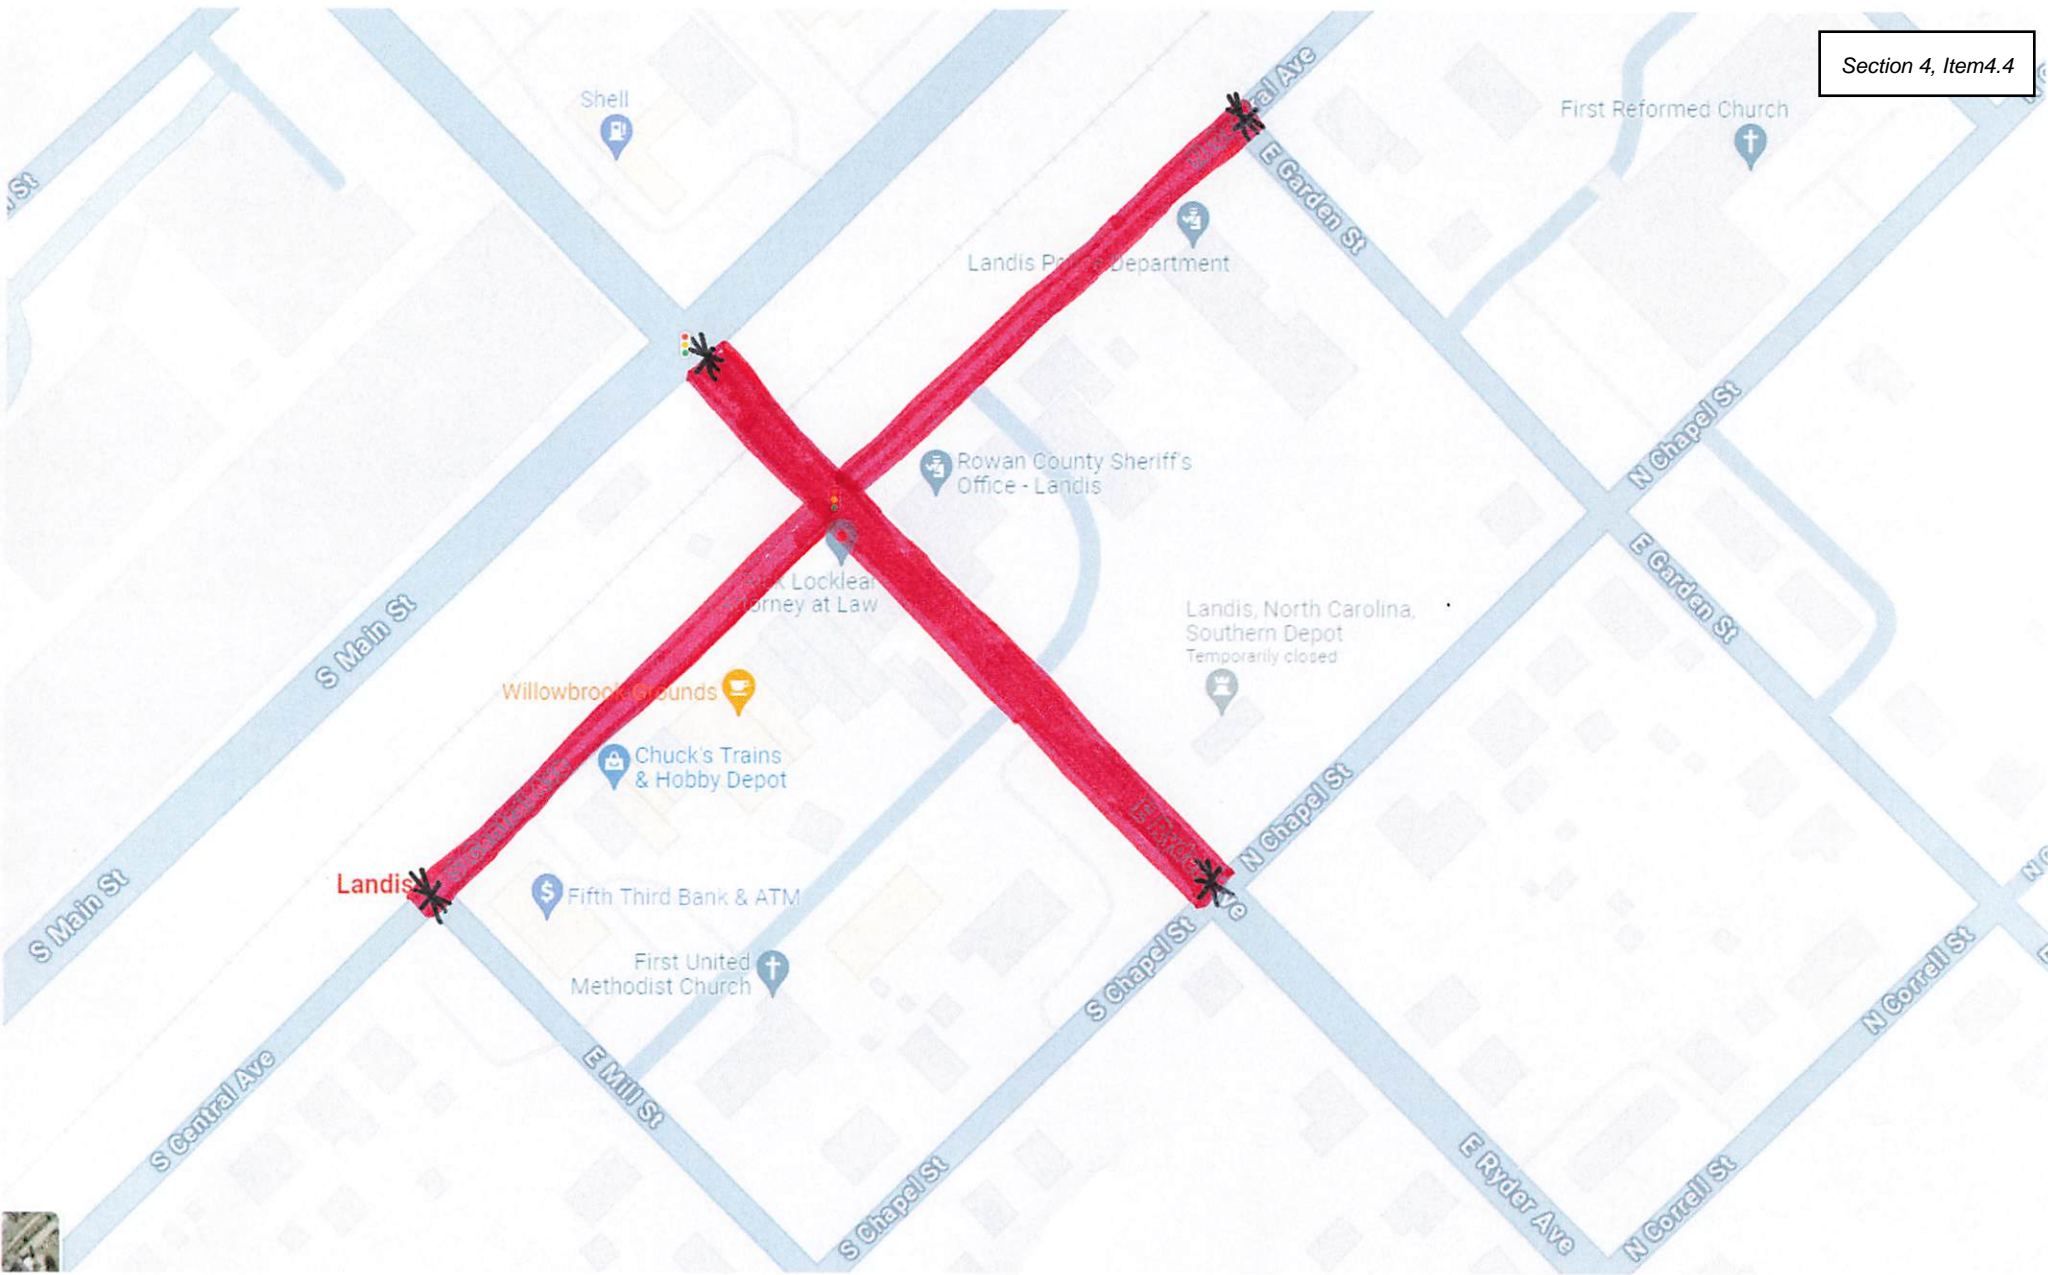 Section 4, Item4.4
Shell
First Reformed Church
E Garden St
Landis
Department
N Chapel St
Rowan County Sheriff's
Office - Landis
E Garden St
Locklear
at Law
Landis, North Carolina,
Southern Depot
Temporarily closed
S Main St
Willowbrook Grounds
Chuck's Trains
& Hobby Depot
N Chapel St
Landis
Fifth Third Bank & ATM
S Main St
First United
Methodist Church
S Chapel St
N Correll St
E Mill St
S Central Ave
E Ryder Ave
S Chapel St
N Correll St